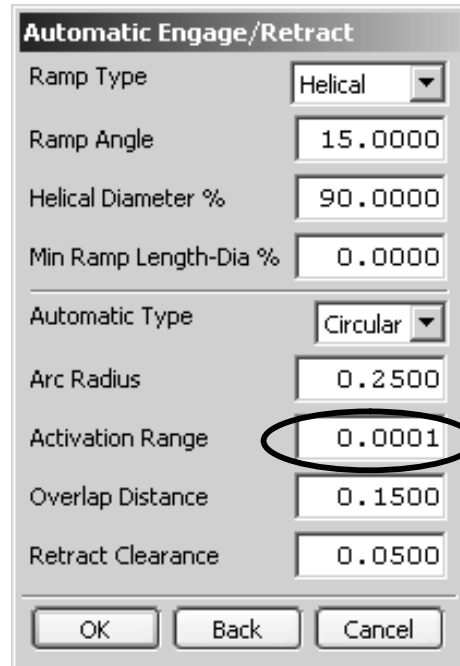 Automatic Engage/Retract
Ramp Type Helical
Ramp Angle 15.0000
Helical Diameter % 90.0000
Min Ramp Length-Dia % 0.0000
Automatic Type Circular
Arc Radius 0.2500
Activation Range 0.0001
Overlap Distance 0.1500
Retract Clearance 0.0500
OK Back Cancel